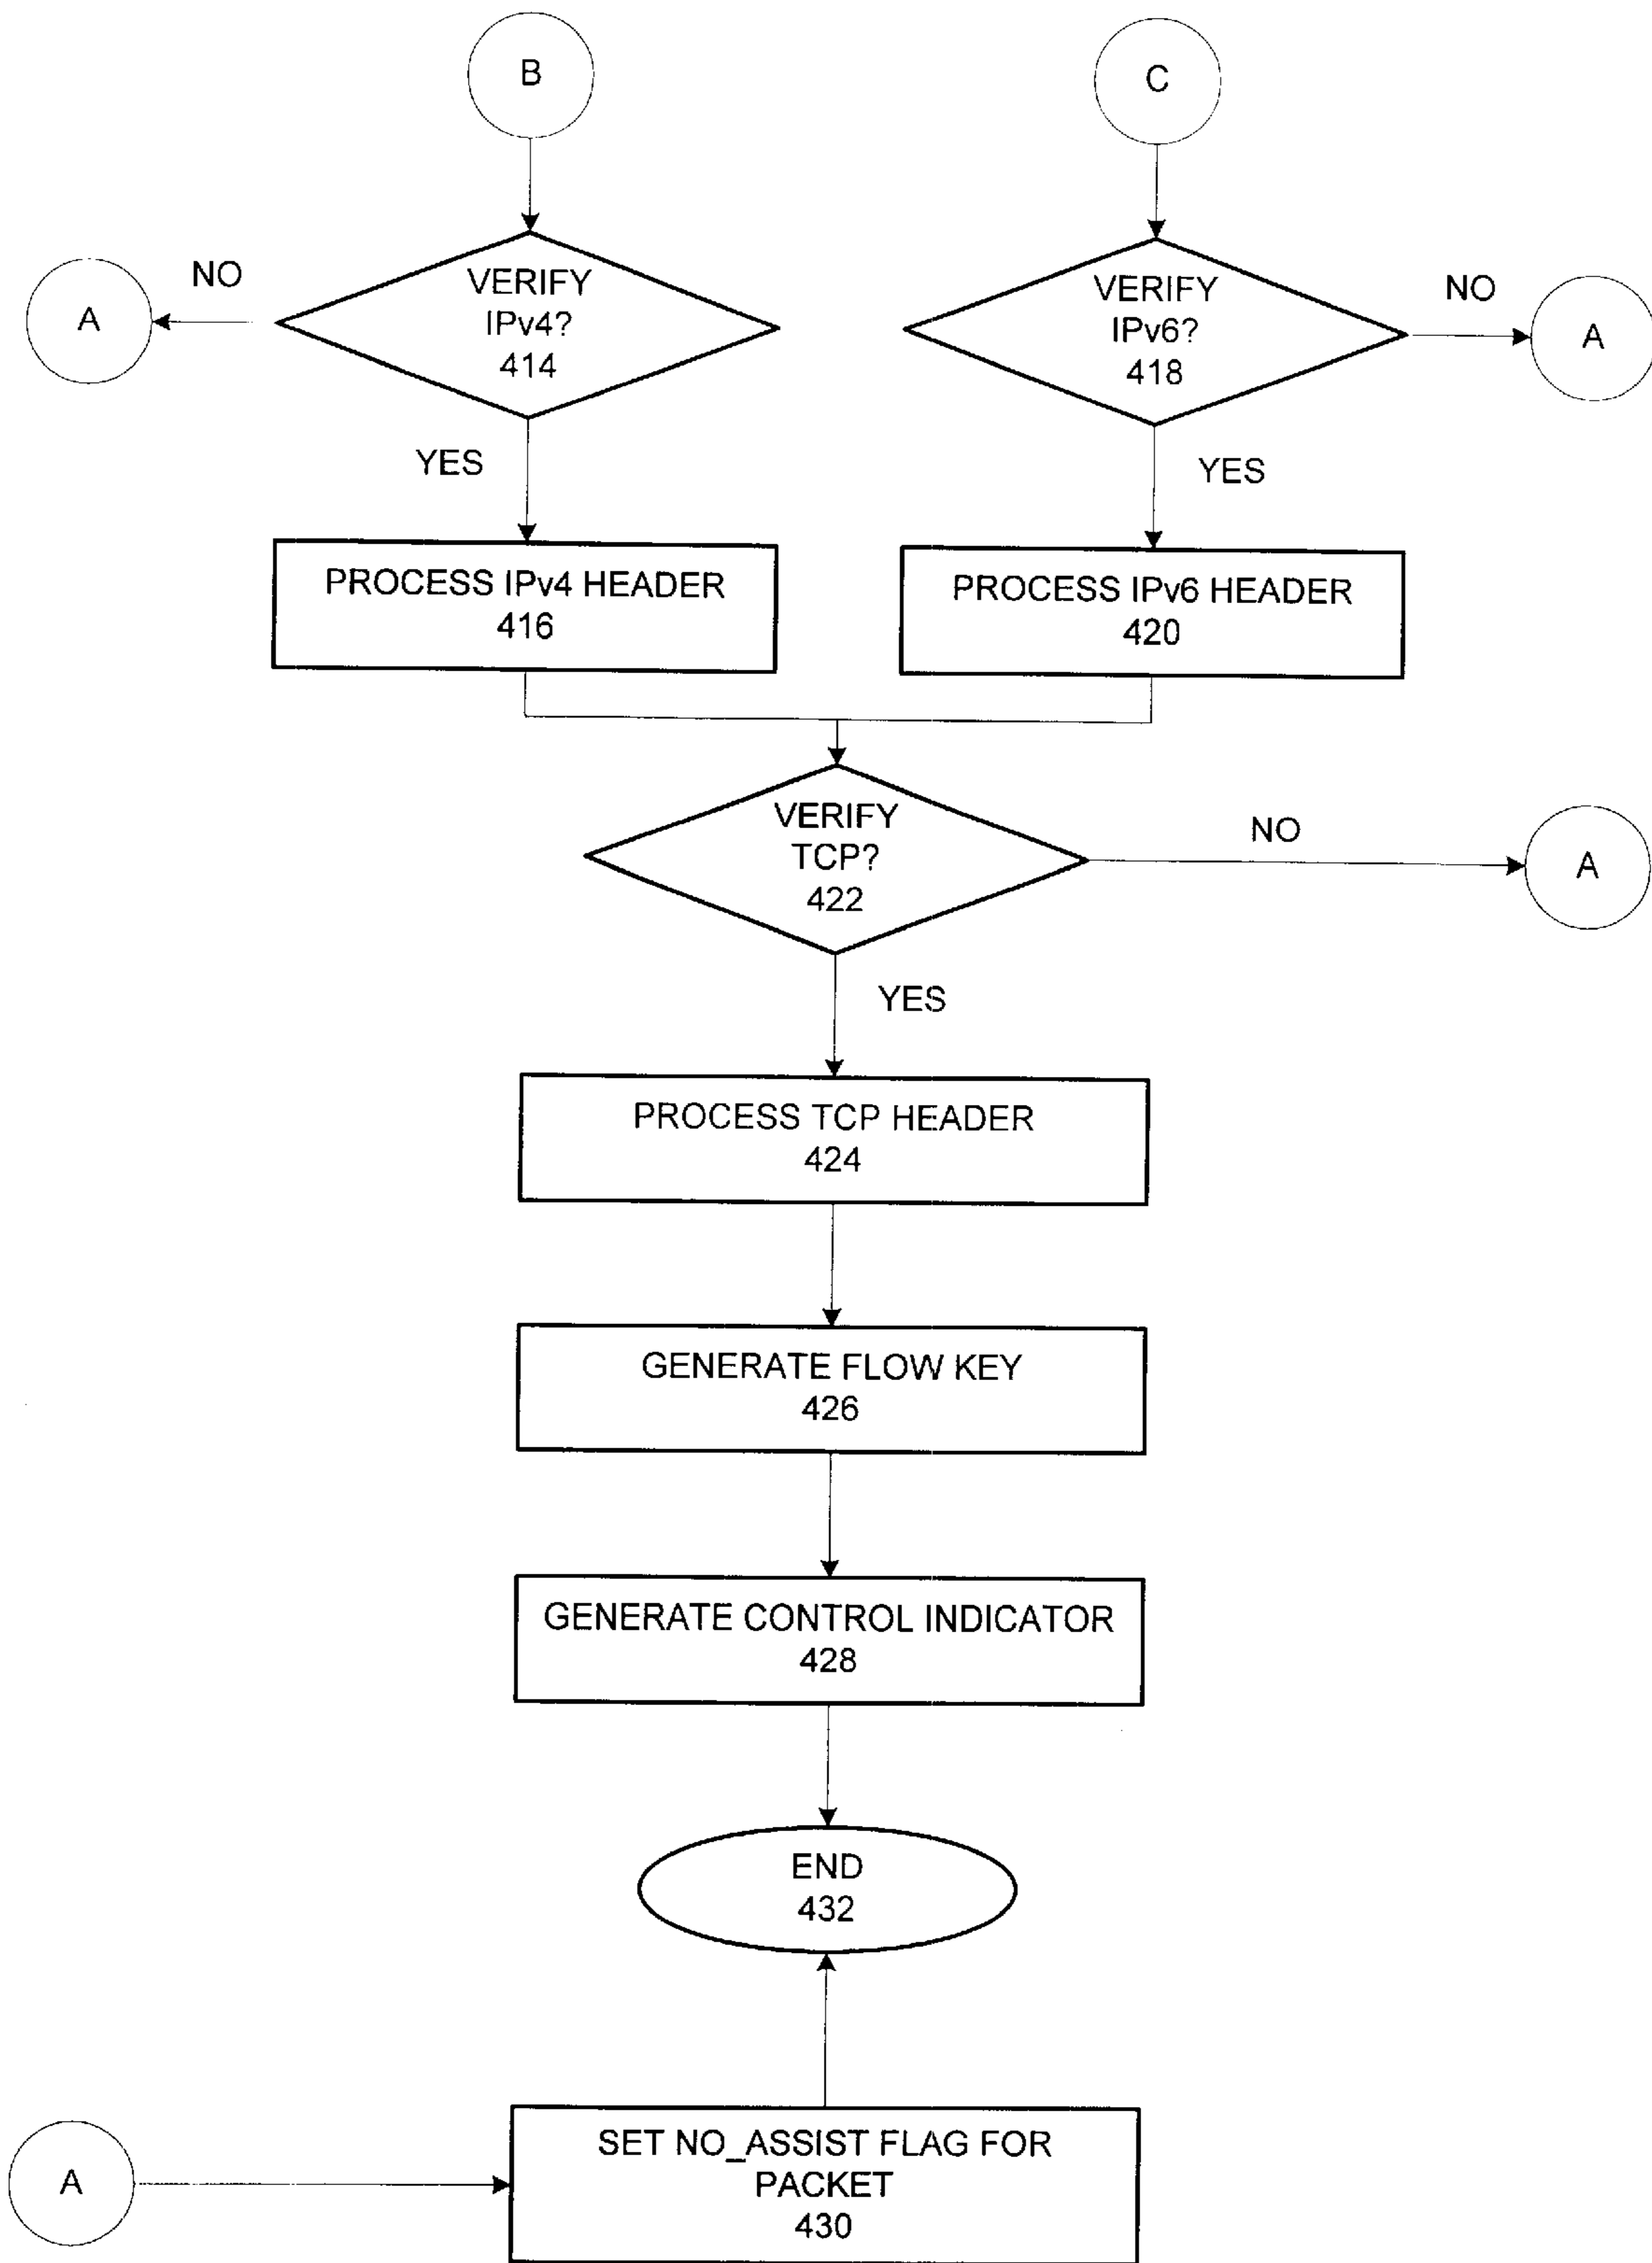 B
C
A
NO
VERIFY
IPv4?
414
VERIFY
IPv6?
418
NO
A
YES
YES
PROCESS IPv4 HEADER
416
PROCESS IPv6 HEADER
420
VERIFY
TCP?
422
NO
A
YES
PROCESS TCP HEADER
424
GENERATE FLOW KEY
426
GENERATE CONTROL INDICATOR
428
END
432
A
SET NO_ASSIST FLAG FOR
PACKET
430